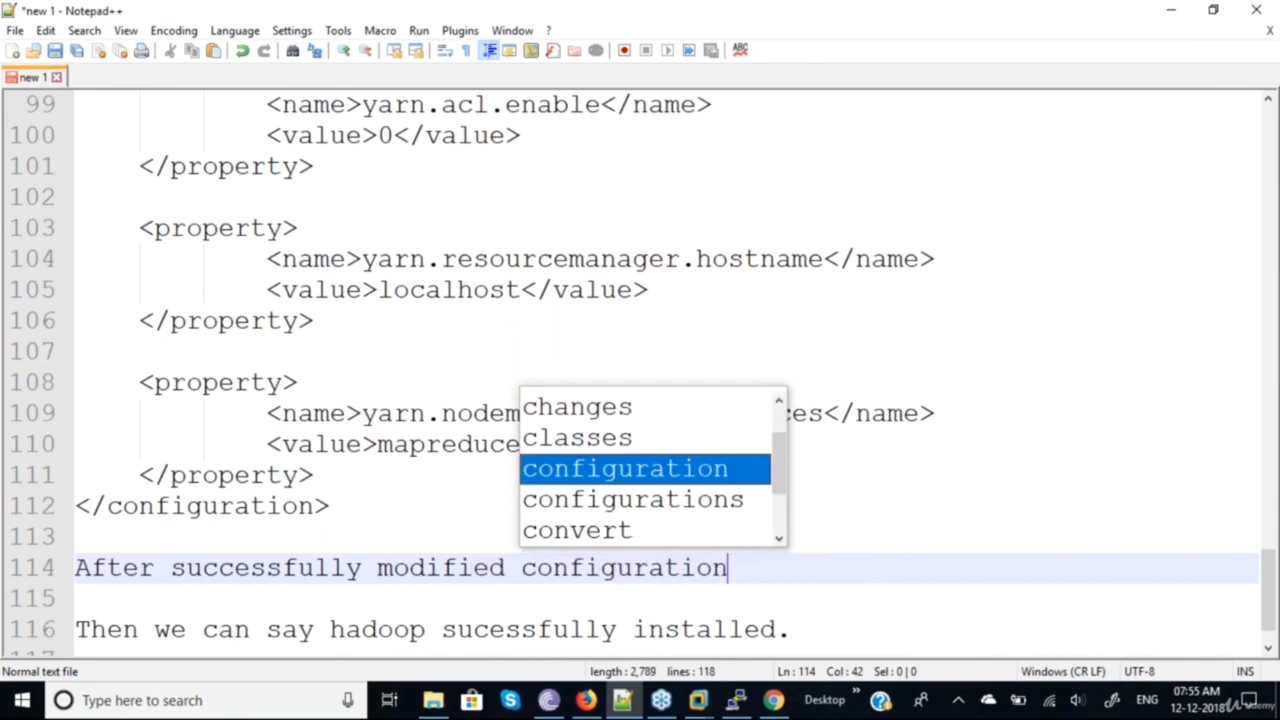 *new 1 - Notepad++
File Edit Search View Encoding Language Settings Tools Macro Run Plugins Window ? X
new 1
99 <name>yarn.acl.enable</name>
100 <value>0</value>
101 </property>
102
103 <property>
104 <name>yarn.resourcemanager.hostname</name>
105 <value>localhost</value>
106 </property>
107
108 <property>
109 <name>yarn.nodem ces</name>
110 <value>mapreduce
111 </property>
112 </configuration>
113
114 After successfully modified configuration
115
116 Then we can say hadoop sucessfully installed.
changes
classes
configuration
configurations
convert
Normal text file length : 2,789 lines : 118 Ln : 114 Col : 42 Sel : 0 | 0 Windows (CR LF) UTF-8 INS
Type here to search Desktop ENG 07:55 AM
12-12-2018
Udemy